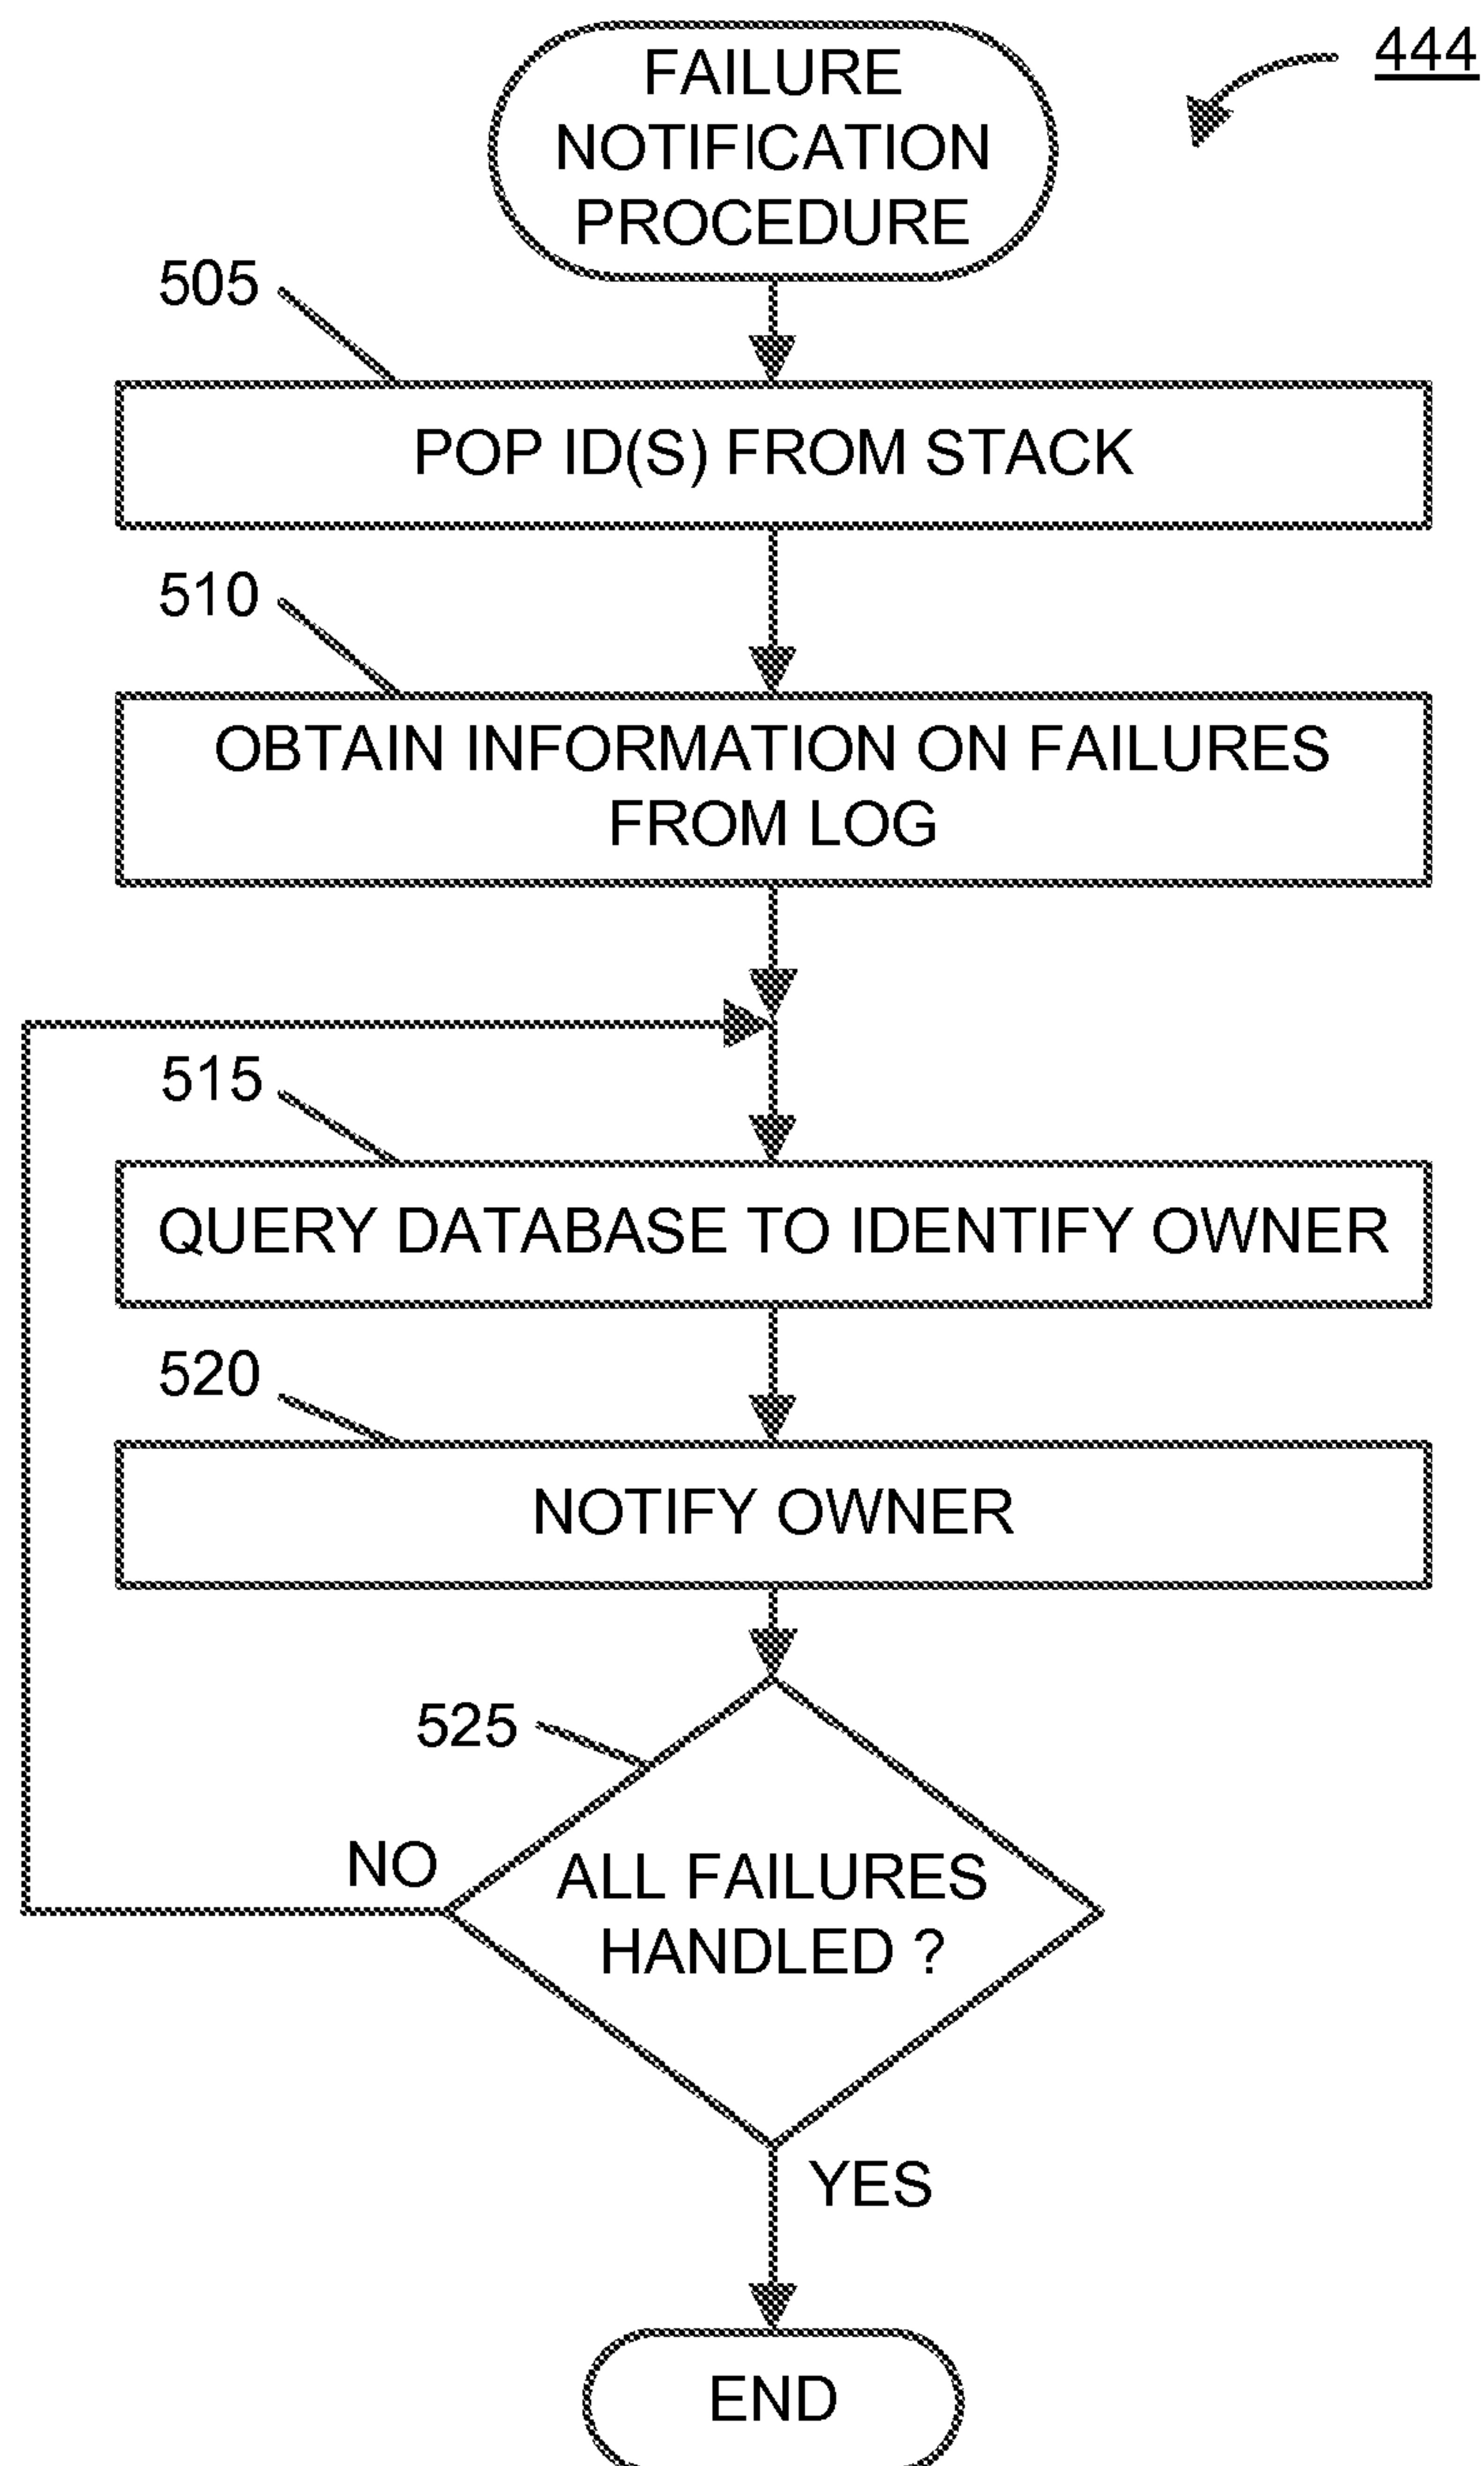 444
FAILURE
NOTIFICATION
PROCEDURE
505
POP ID(S) FROM STACK
510
OBTAIN INFORMATION ON FAILURES
FROM LOG
515
QUERY DATABASE TO IDENTIFY OWNER
520
NOTIFY OWNER
525
NO
ALL FAILURES
HANDLED ?
YES
END